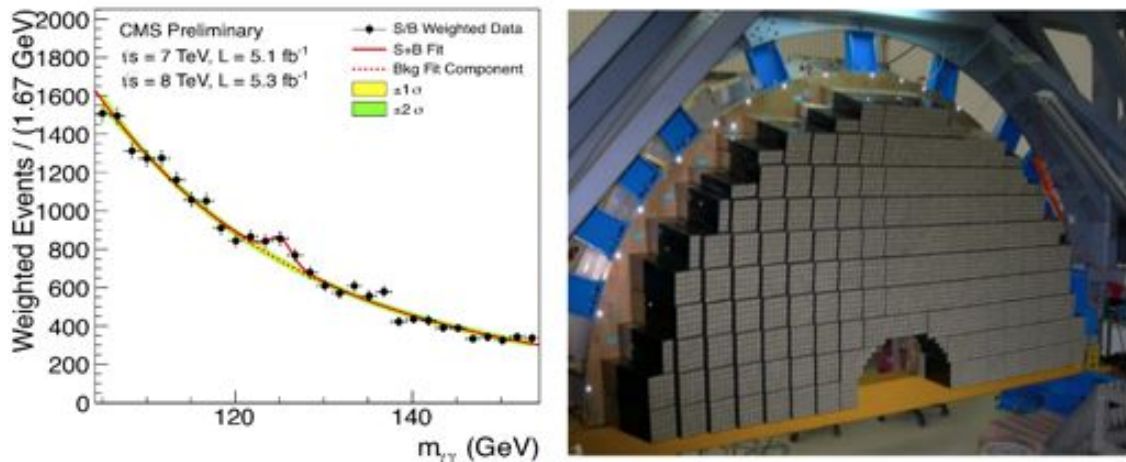 CMS Preliminary
√s = 7 TeV, L = 5.1 fb⁻¹
√s = 8 TeV, L = 5.3 fb⁻¹
S/B Weighted Data
S+B Fit
Bkg Fit Component
±1 σ
±2 σ
Weighted Events / (1.67 GeV)
2000
1800
1600
1400
1200
1000
800
600
400
200
0
120
140
mγγ (GeV)